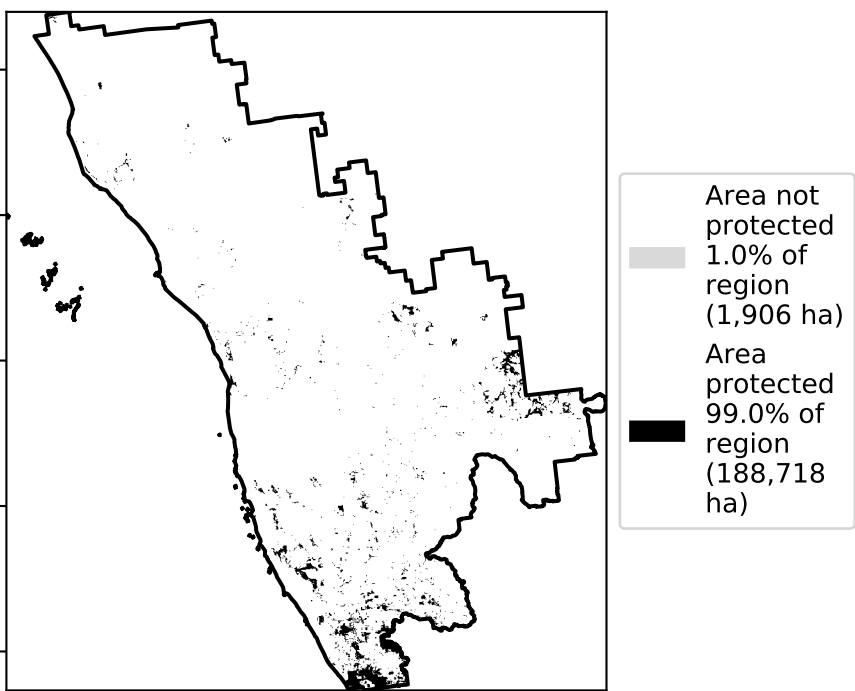 Area not
protected
1.0% of
region
(1,906 ha)
Area
protected
99.0% of
region
(188,718
ha)